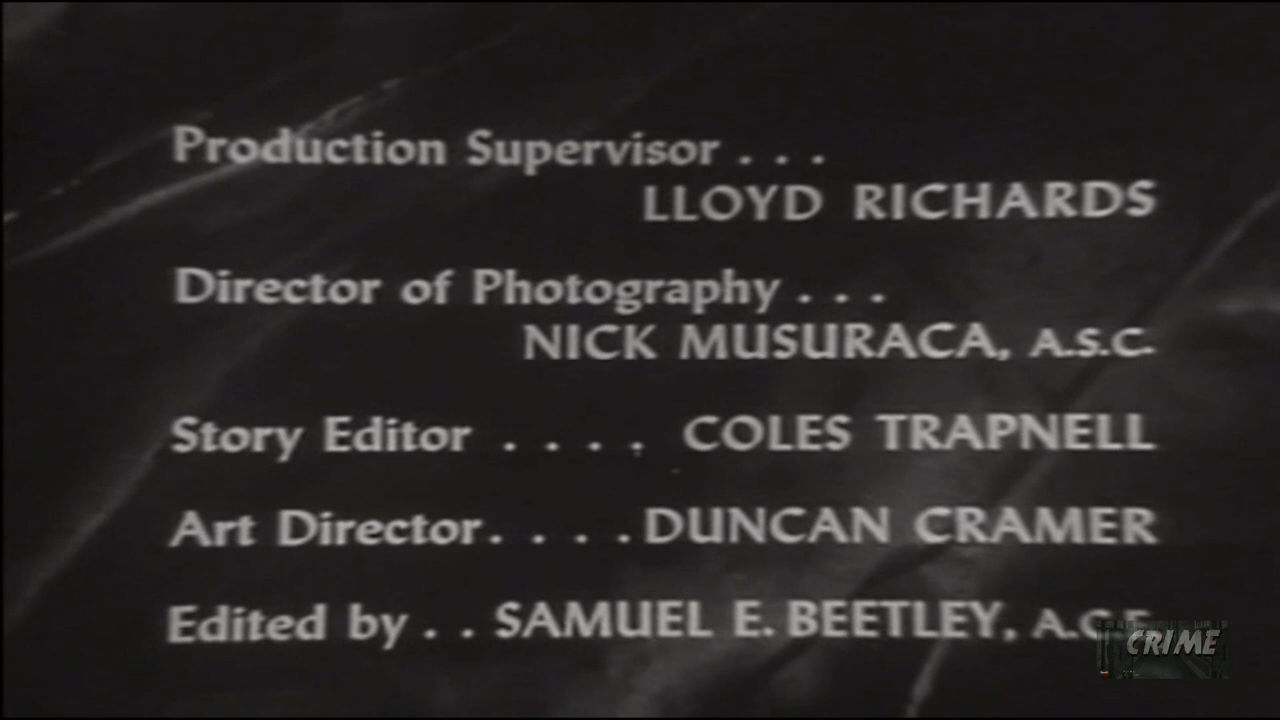 Production Supervisor . . .
LLOYD RICHARDS
Director of Photography . . .
NICK MUSURACA, A.S.C.
Story Editor . . . . COLES TRAPNELL
Art Director. . . . .DUNCAN CRAMER
Edited by . . SAMUEL E. BEETLEY,
CRIME